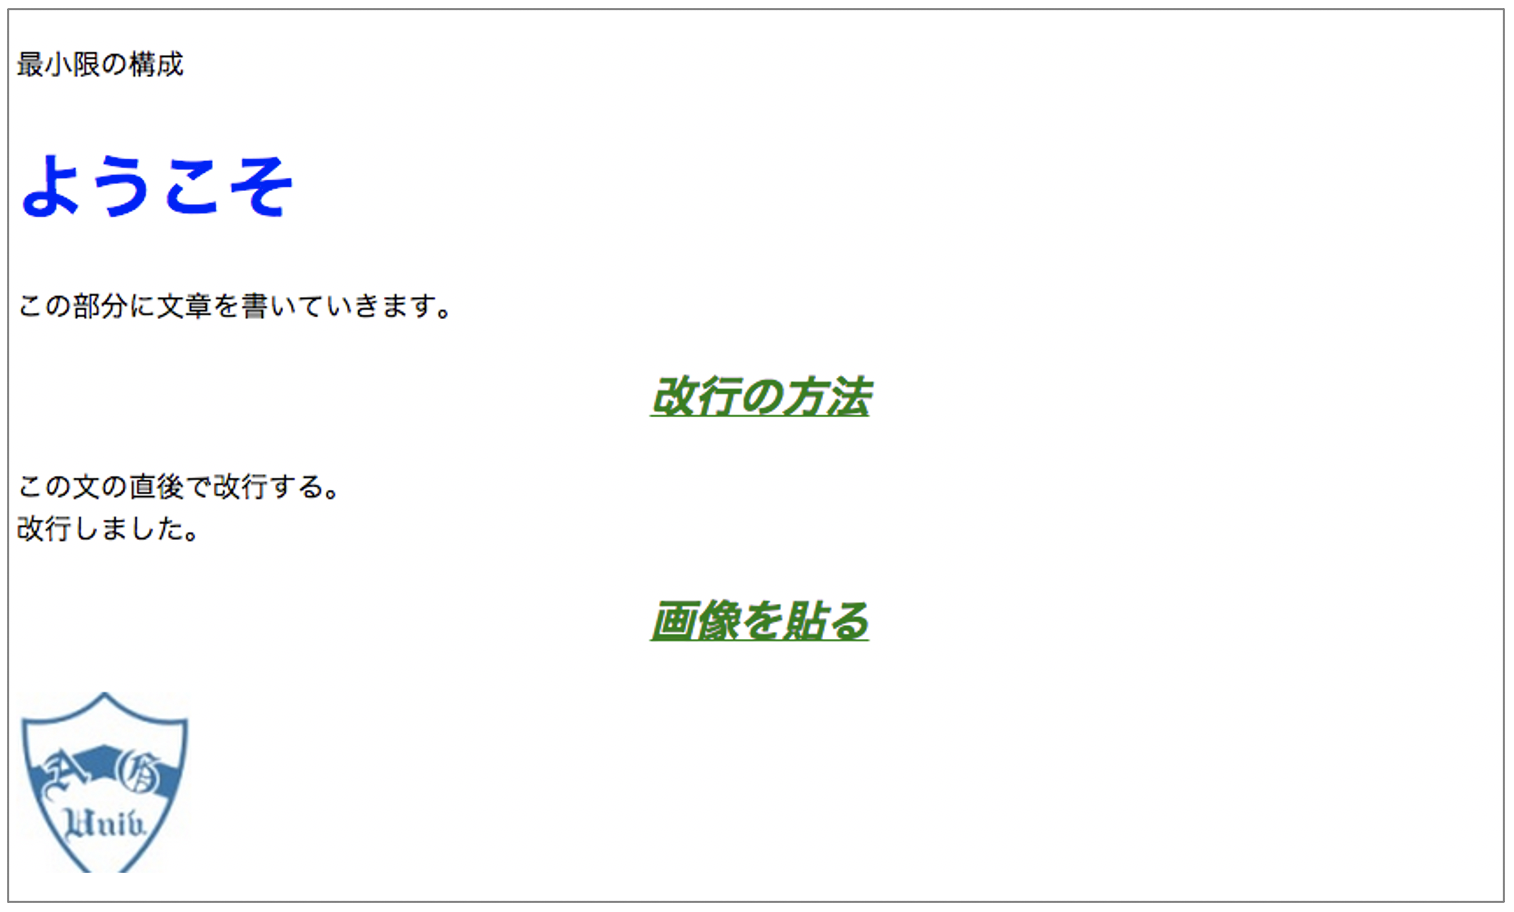 最小限の構成
ようこそ
この部分に文章を書いていきます。
改行の方法
この文の直後で改行する。
改行しました。
画像を貼る
A G
Univ.